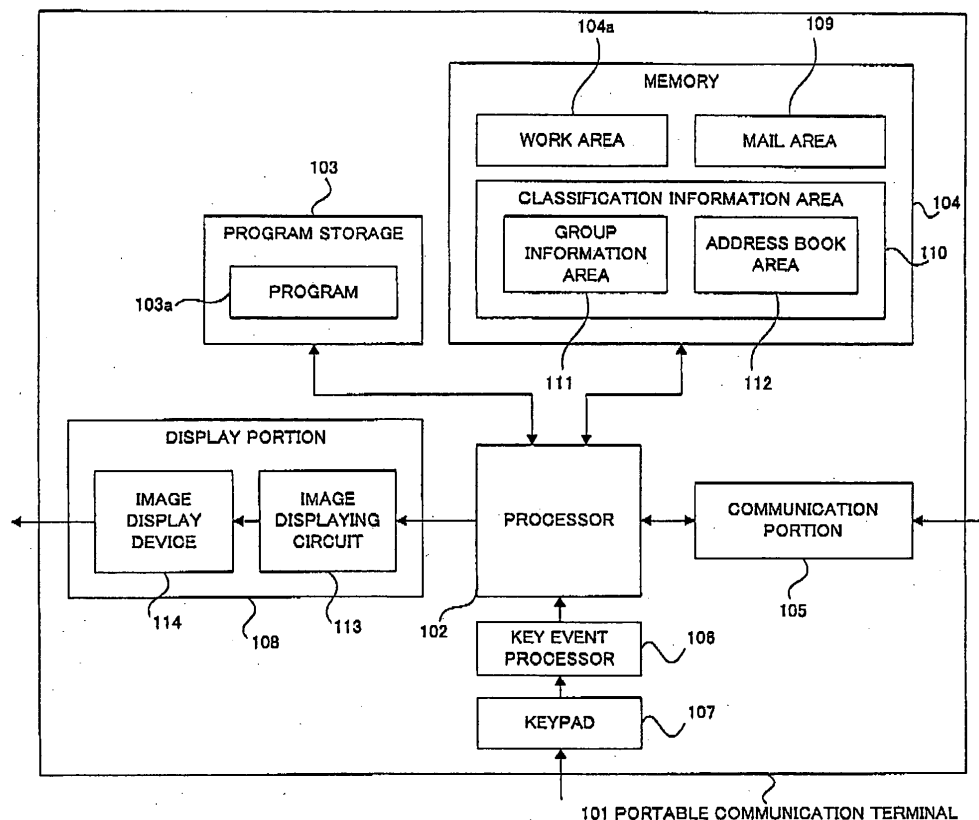 104a
109
MEMORY
WORK AREA
MAIL AREA
103
CLASSIFICATION INFORMATION AREA
104
PROGRAM STORAGE
GROUP
INFORMATION
AREA
ADDRESS BOOK
AREA
110
103a
PROGRAM
111
112
DISPLAY PORTION
IMAGE
DISPLAY
DEVICE
IMAGE
DISPLAYING
CIRCUIT
PROCESSOR
COMMUNICATION
PORTION
114
113
102
105
108
KEY EVENT
PROCESSOR
106
KEYPAD
107
101 PORTABLE COMMUNICATION TERMINAL